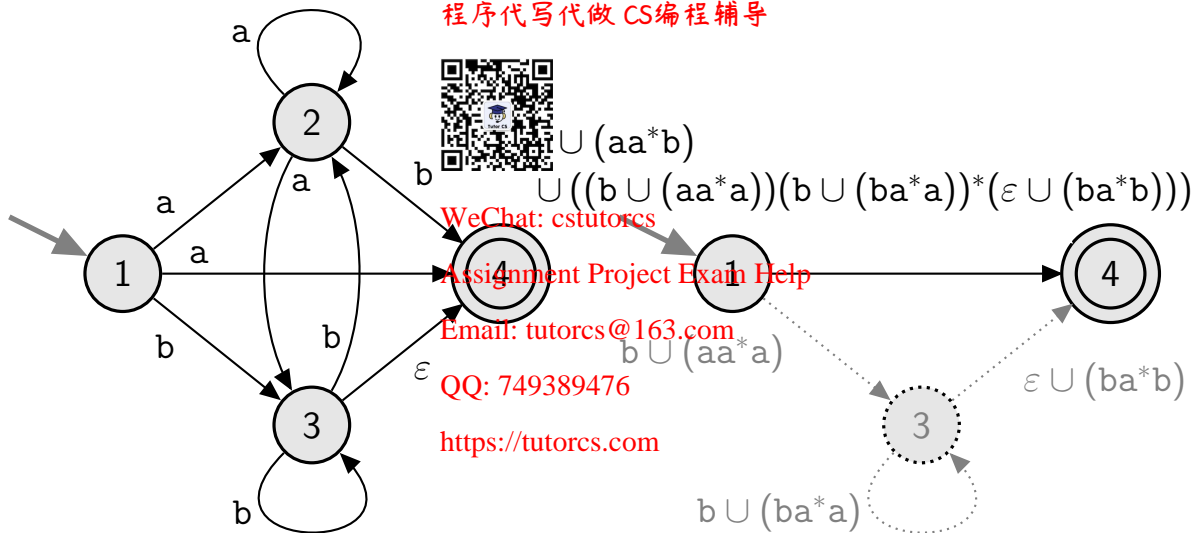 程序代写代做 CS编程辅导
a
Tutor CS
2
∪ (aa*b)
b
a
∪((b ∪ (aa*a))(b ∪ (ba*a))*(ε ∪ (ba*b)))
a
WeChat: cstutorcs
a
1
4
Assignment Project Exam Help
1
4
b
b
Email: tutorcs@163.com
b ∪ (aa*a)
ε
QQ: 749389476
ε ∪ (ba*b)
3
3
https://tutorcs.com
b
b ∪ (ba*a)